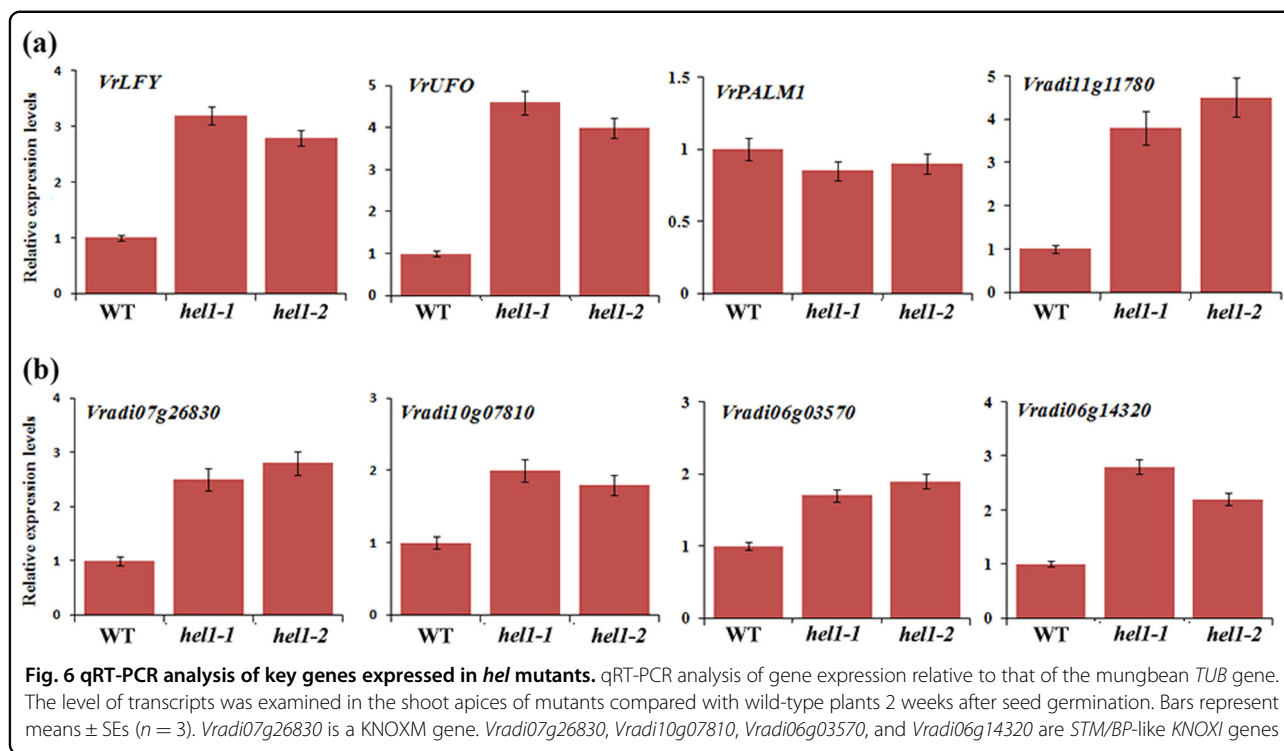 (a)
VrLFY
VrUFO
VrPALM1
Vradi11g11780
Relative expression levels
4
3
2
1
0
WT hel1-1 hel1-2
5
4
3
2
1
0
WT hel1-1 hel1-2
1.5
1
0.5
0
WT hel1-1 hel1-2
5
4
3
2
1
0
WT hel1-1 hel1-2
(b)
Vradi07g26830
Vradi10g07810
Vradi06g03570
Vradi06g14320
Relative expression levels
4
3
2
1
0
WT hel1-1 hel1-2
3
2
1
0
WT hel1-1 hel1-2
3
2
1
0
WT hel1-1 hel1-2
4
3
2
1
0
WT hel1-1 hel1-2
Fig. 6 qRT-PCR analysis of key genes expressed in hel mutants. qRT-PCR analysis of gene expression relative to that of the mungbean TUB gene.
The level of transcripts was examined in the shoot apices of mutants compared with wild-type plants 2 weeks after seed germination. Bars represent
means ± SEs (n = 3). Vradi07g26830 is a KNOXM gene. Vradi07g26830, Vradi10g07810, Vradi06g03570, and Vradi06g14320 are STM/BP-like KNOXI genes